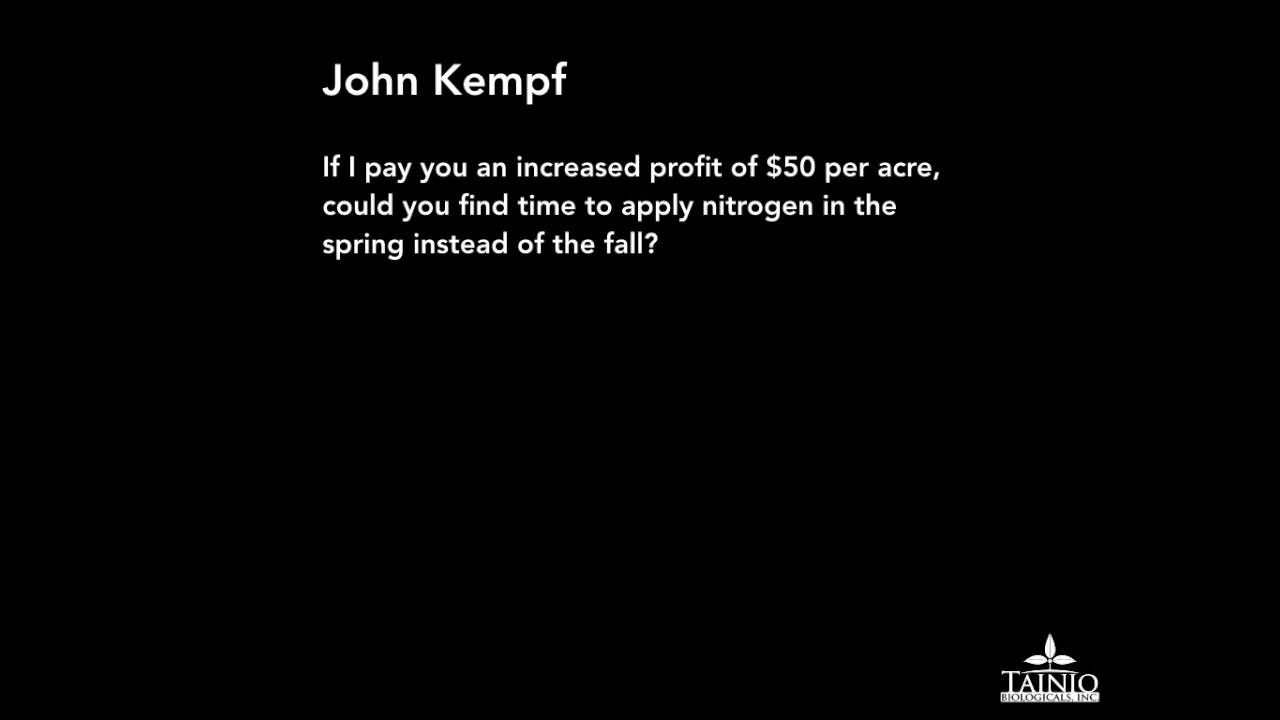 John Kempf
If I pay you an increased profit of $50 per acre,
could you find time to apply nitrogen in the
spring instead of the fall?
TAINIO
BIOLOGICALS, INC